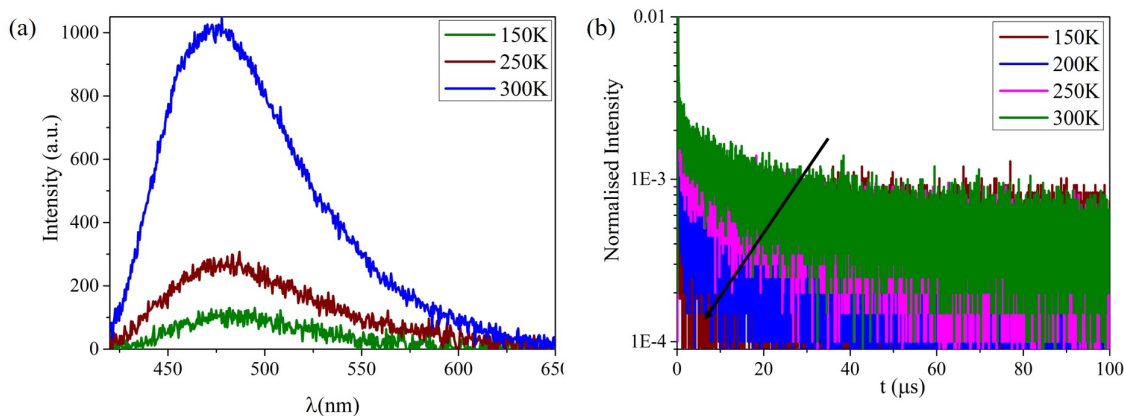 (a)
1000
800
600
400
200
0
Intensity (a.u.)
150K
250K
300K
450 500 550 600 650
λ(nm)
(b)
0.01
1E-3
1E-4
Normalised Intensity
150K
200K
250K
300K
0 20 40 60 80 100
t (μs)